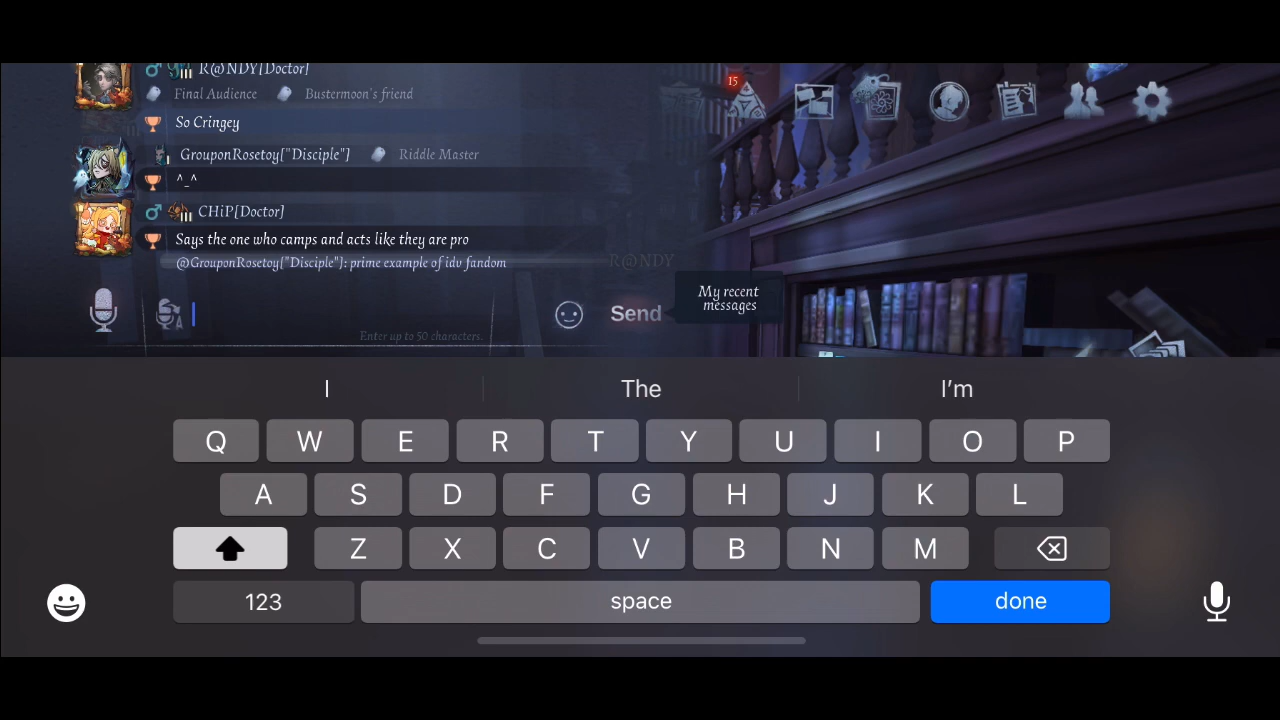 R@NDY[Doctor]
Final Audience Bustermoon's friend
15
So Cringey
GrouponRosetoy["Disciple"] Riddle Master
^_^
CHiP[Doctor]
Says the one who camps and acts like they are pro
@GrouponRosetoy["Disciple"]: prime example of idv fandom
R@NDY
My recent
messages
Send
Enter up to 50 characters.
I The I'm
Q W E R T Y U I O P
A S D F G H J K L
Z X C V B N M
123 space done